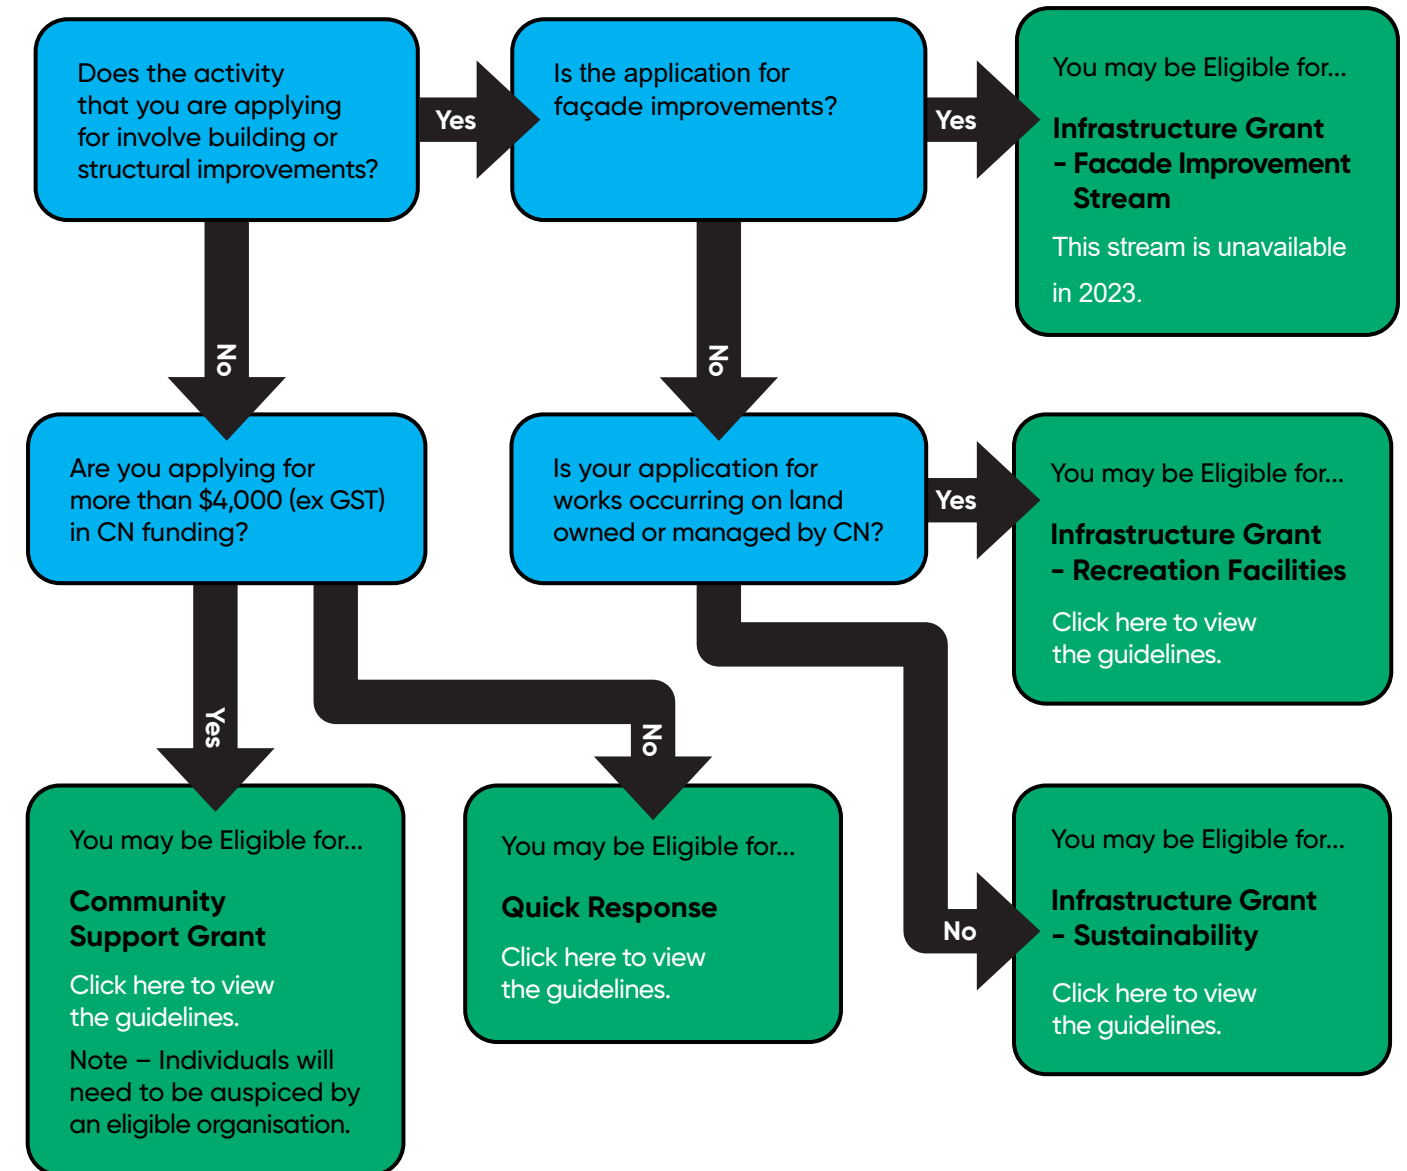 Does the activity
that you are applying
for involve building or
structural improvements?
Yes
Is the application for
façade improvements?
Yes
You may be Eligible for...
Infrastructure Grant
- Facade Improvement
Stream
This stream is unavailable
in 2023.
No
No
Are you applying for
more than $4,000 (ex GST)
in CN funding?
Is your application for
works occurring on land
owned or managed by CN?
Yes
You may be Eligible for...
Infrastructure Grant
- Recreation Facilities
Click here to view
the guidelines.
Yes
No
You may be Eligible for...
Community
Support Grant
Click here to view
the guidelines.
Note – Individuals will
need to be auspiced by
an eligible organisation.
You may be Eligible for...
Quick Response
Click here to view
the guidelines.
No
You may be Eligible for...
Infrastructure Grant
- Sustainability
Click here to view
the guidelines.